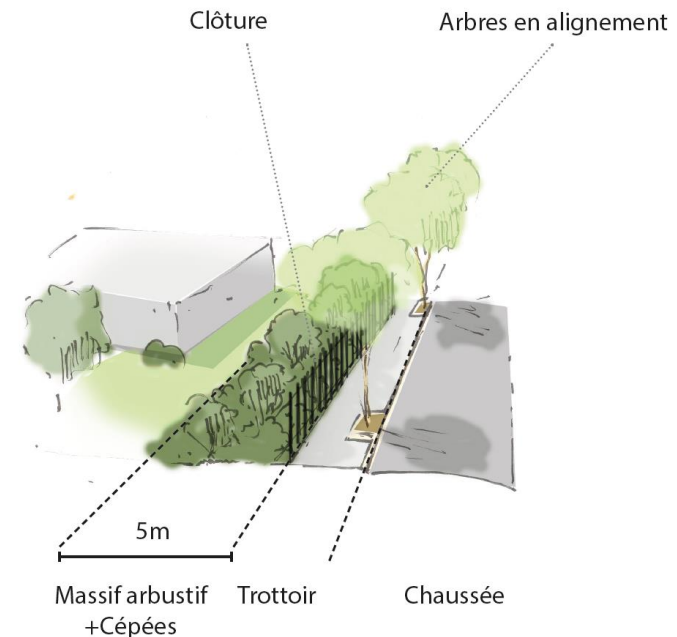 Clôture
Arbres en alignement
5m
Massif arbustif
+Cépées
Trottoir
Chaussée